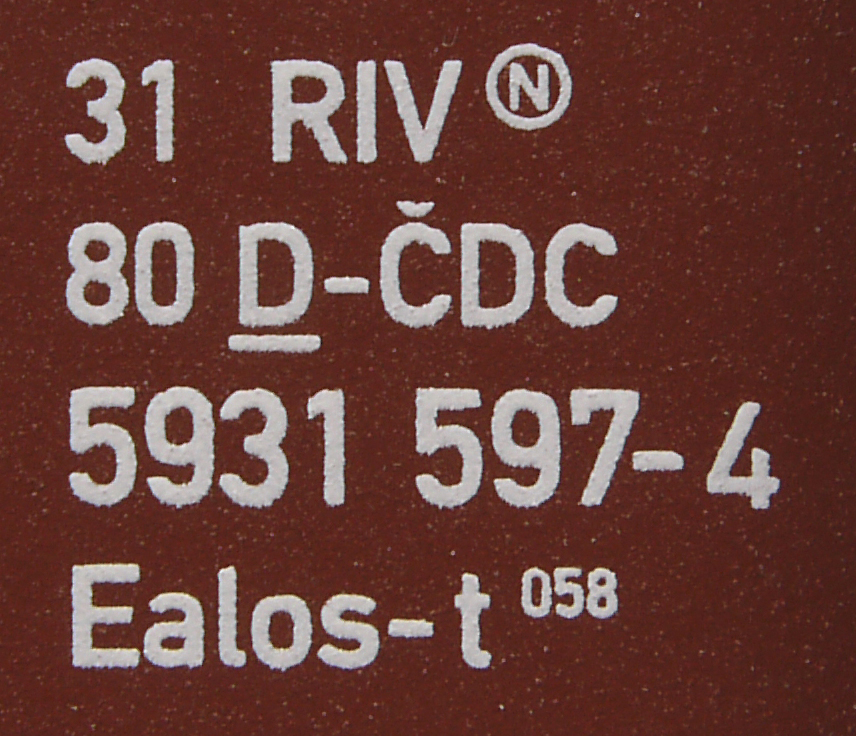 31 RIV Ⓝ
80 D-ČDC
5931 597-4
Ealos-t 058